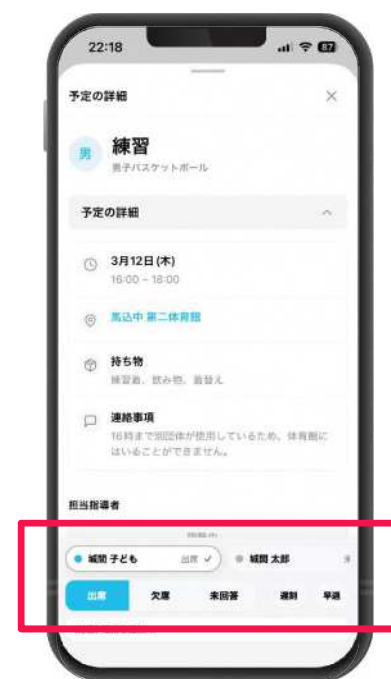 22:18
87
予定の詳細
男
練習
男子バスケットボール
予定の詳細
3月12日(木)
16:00 – 18:00
馬込中 第二体育館
持ち物
練習着、飲み物、着替え
連絡事項
16時まで別団体が使用しているため、体育館に
はいることができません。
担当指導者
城間 子ども
出席
城間 太郎
出席
欠席
未回答
遅刻
早退